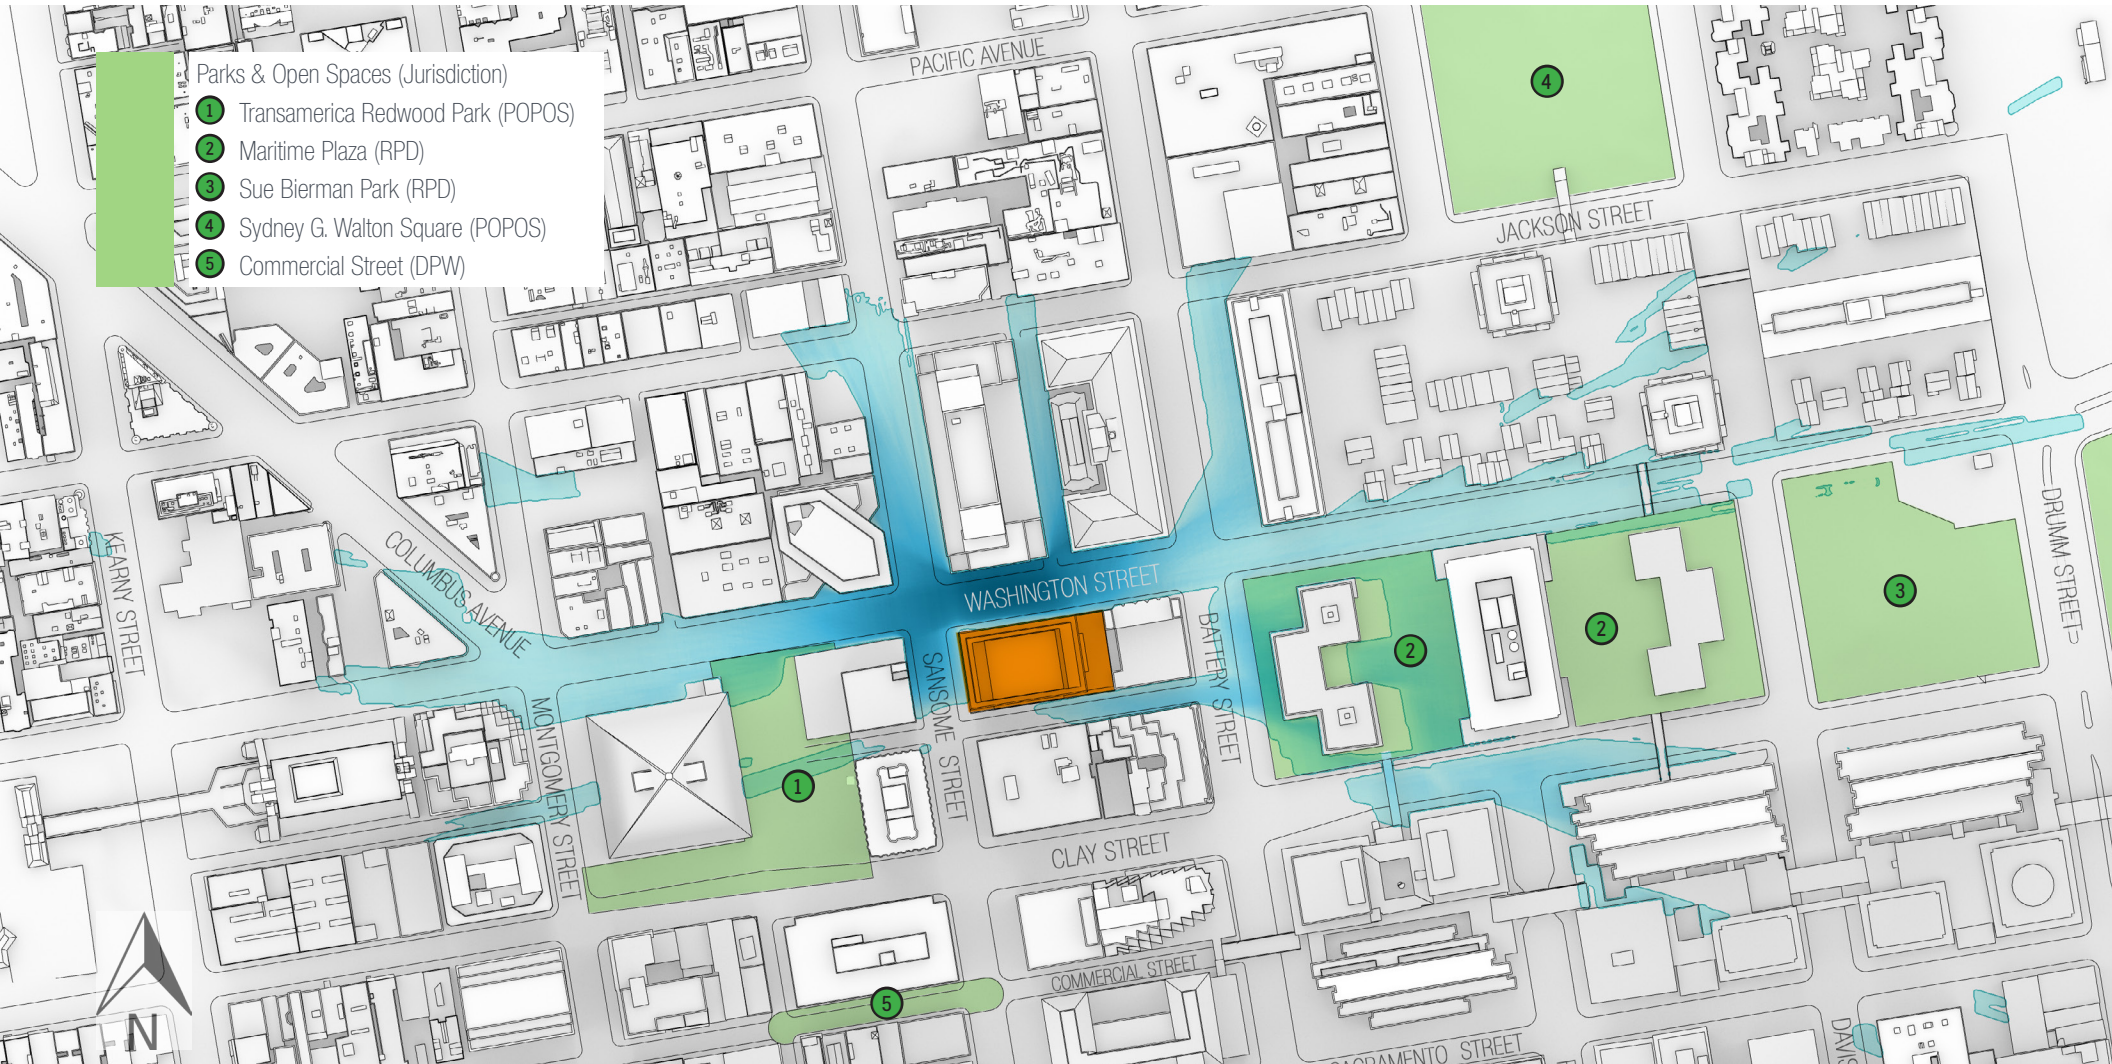 Parks & Open Spaces (Jurisdiction)
1 Transamerica Redwood Park (POPOS)
2 Maritime Plaza (RPD)
3 Sue Bierman Park (RPD)
4 Sydney G. Walton Square (POPOS)
5 Commercial Street (DPW)
PACIFIC AVENUE
4
JACKSON STREET
KEARNY STREET
COLUMBUS AVENUE
WASHINGTON STREET
MONTGOMERY STREET
SANSOME STREET
BATTERY STREET
2
2
3
DRUMM STREET
1
CLAY STREET
COMMERCIAL STREET
5
SACRAMENTO STREET
DAVIS
N